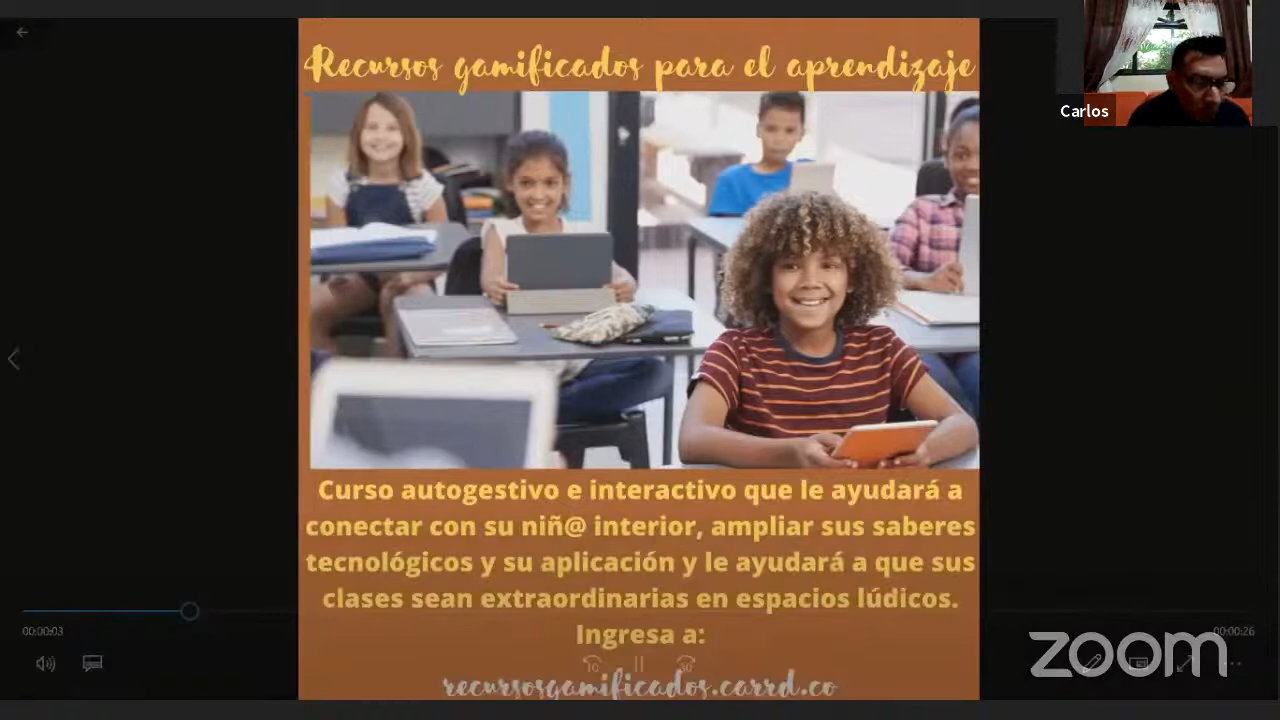 Recursos gamificados para el aprendizaje
Carlos
Curso autogestivo e interactivo que le ayudará a
conectar con su niñ@ interior, ampliar sus saberes
tecnológicos y su aplicación y le ayudará a que sus
clases sean extraordinarias en espacios lúdicos.
Ingresa a:
00:00:03
00:00:26
10
30
recursosgamificados.carrd.co
zoom